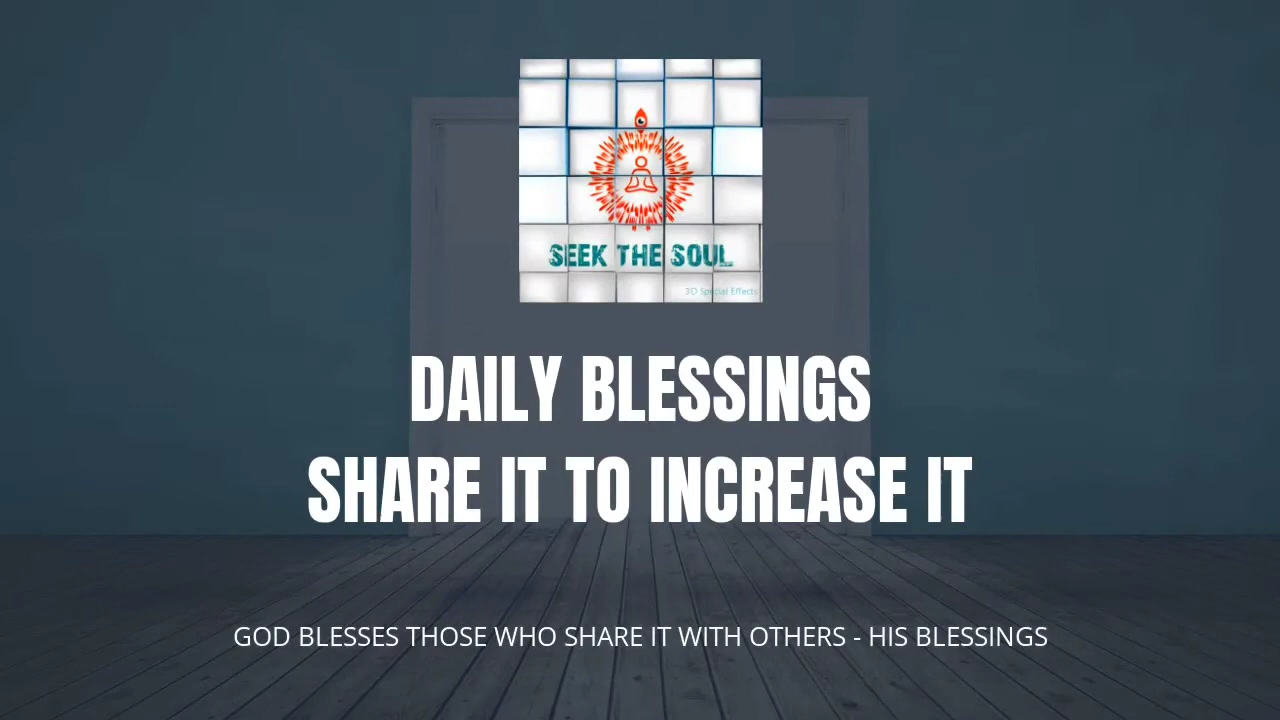 SEEK THE SOUL
3D Special Effects
DAILY BLESSINGS
SHARE IT TO INCREASE IT
GOD BLESSES THOSE WHO SHARE IT WITH OTHERS - HIS BLESSINGS